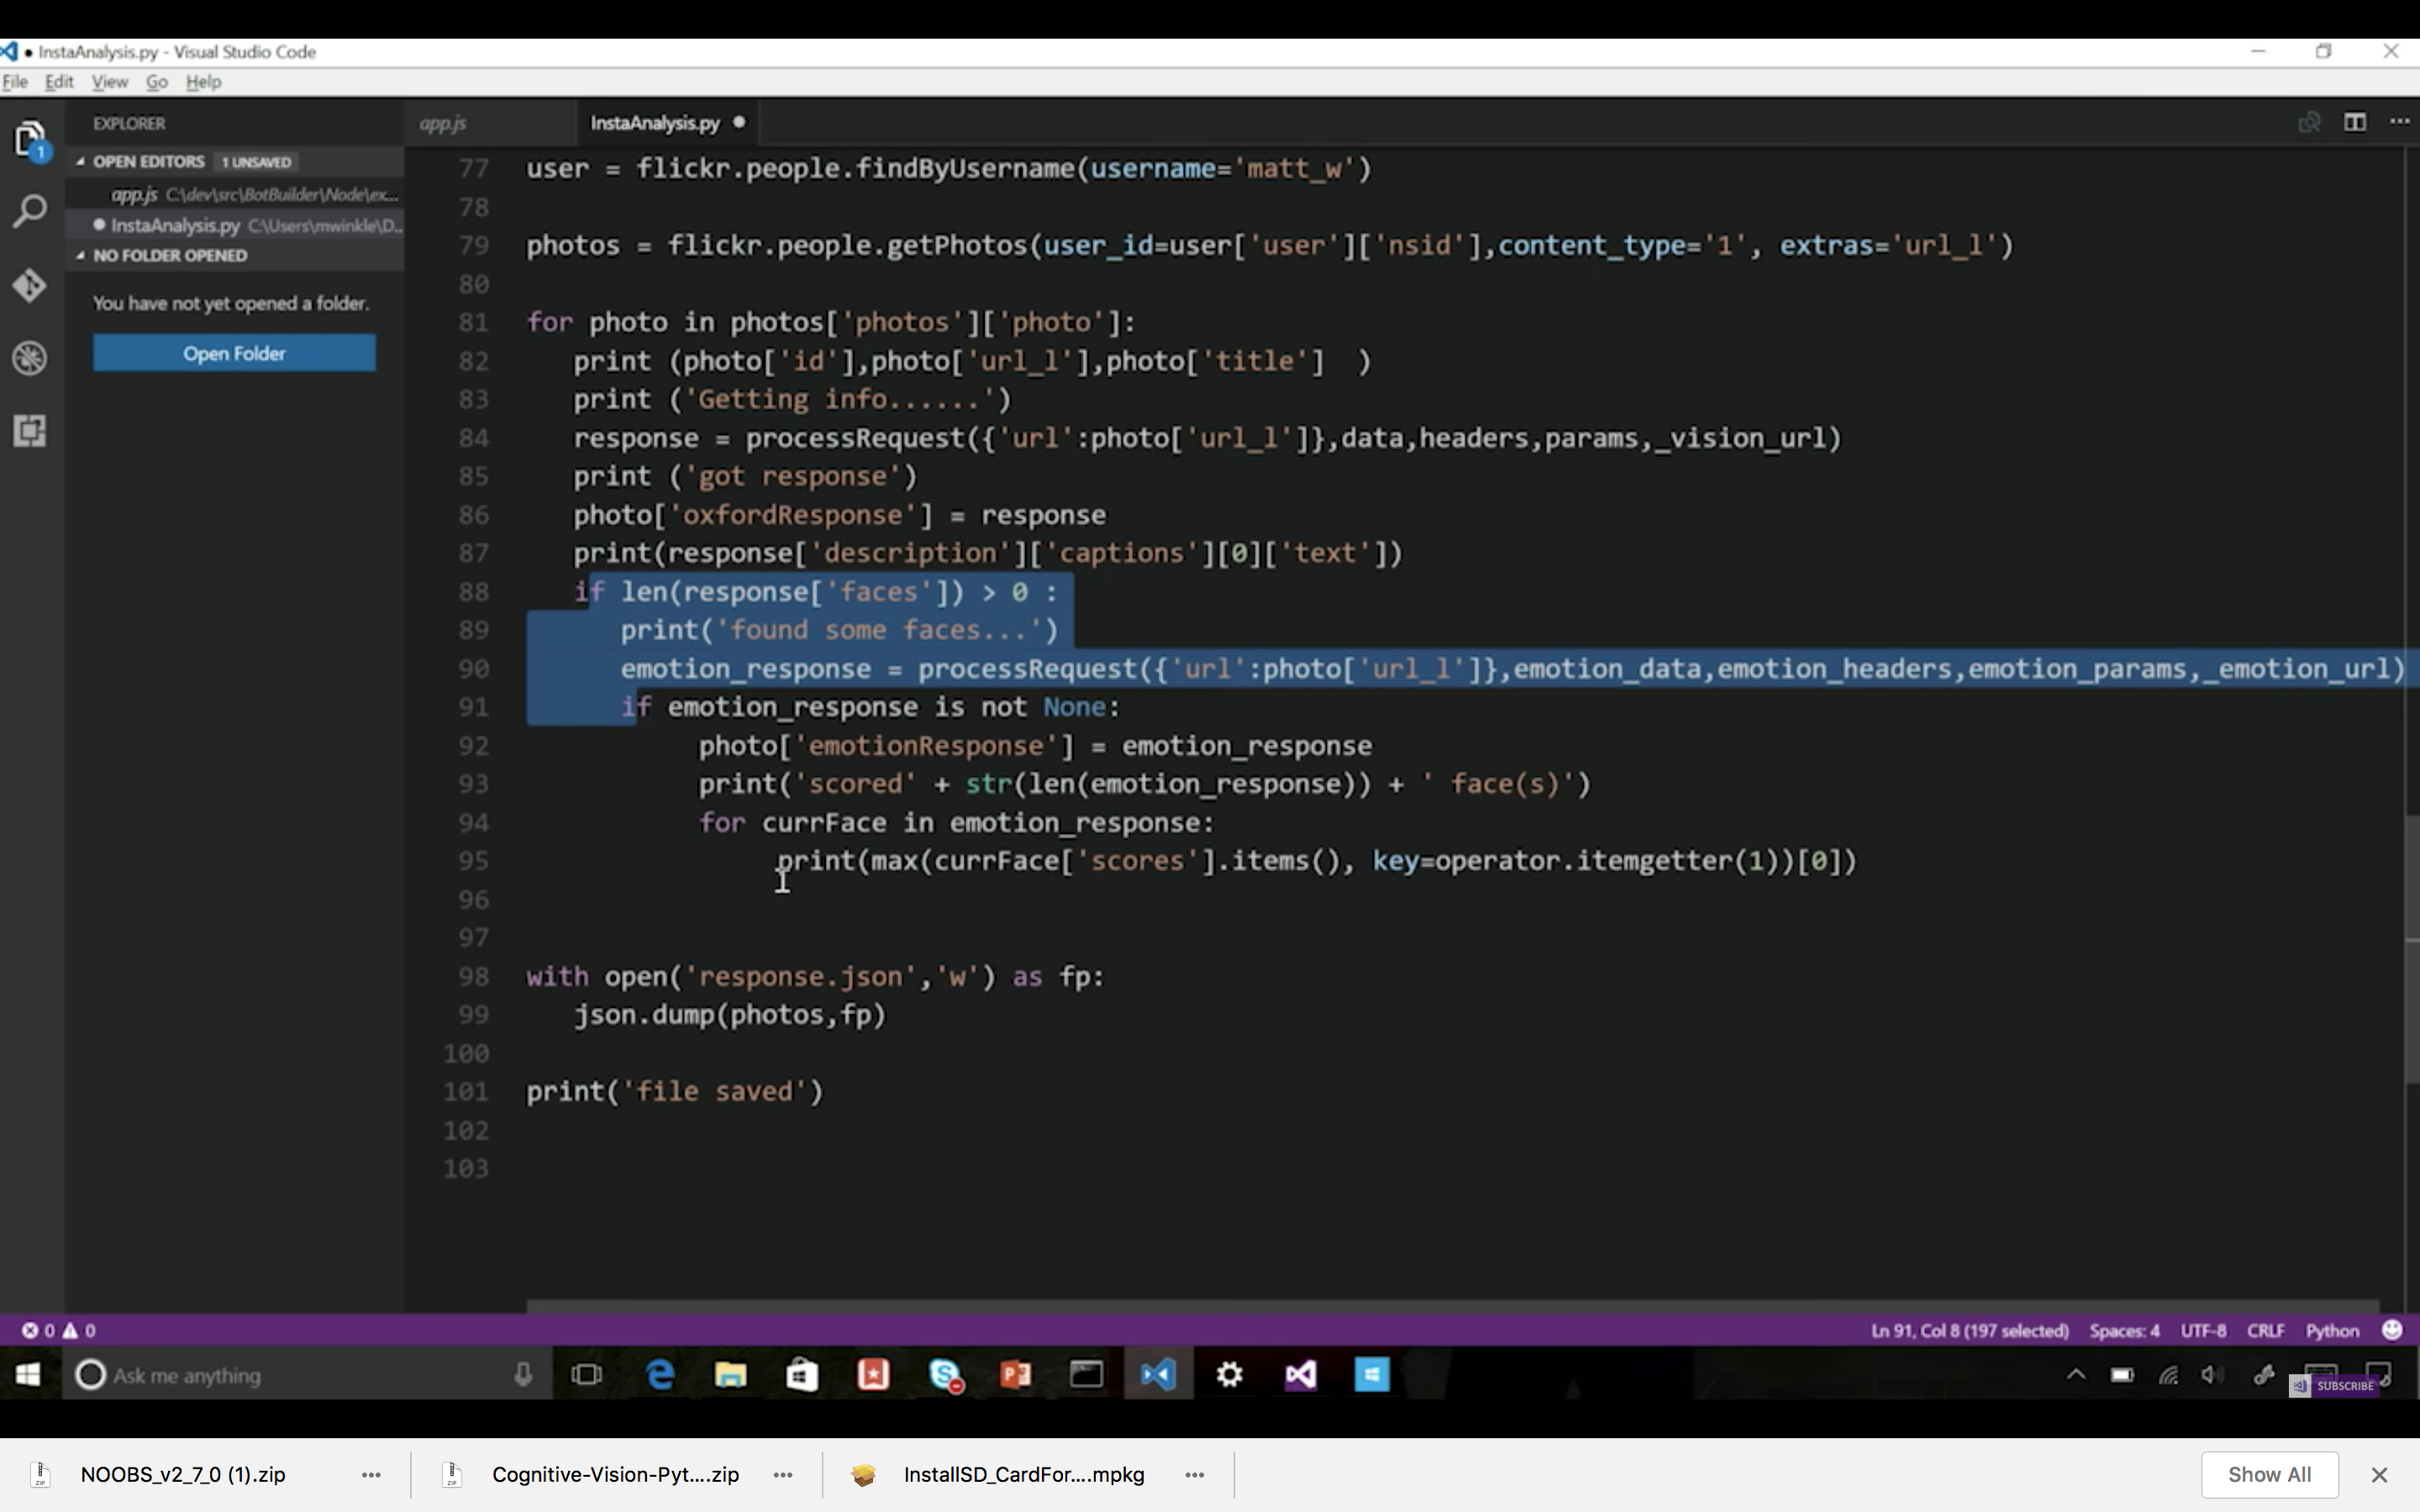 InstaAnalysis.py - Visual Studio Code
File Edit View Go Help
EXPLORER
app.js
InstaAnalysis.py
OPEN EDITORS 1 UNSAVED
1
app.js C:\dev\src\BotBuilder\Node\ex...
InstaAnalysis.py C:\Users\mwinkle\D...
NO FOLDER OPENED
You have not yet opened a folder.
Open Folder
77 user = flickr.people.findByUsername(username='matt_w')
78
79 photos = flickr.people.getPhotos(user_id=user['user']['nsid'],content_type='1', extras='url_l')
80
81 for photo in photos['photos']['photo']:
82 print (photo['id'],photo['url_l'],photo['title'] )
83 print ('Getting info......')
84 response = processRequest({'url':photo['url_l']},data,headers,params,_vision_url)
85 print ('got response')
86 photo['oxfordResponse'] = response
87 print(response['description']['captions'][0]['text'])
88 if len(response['faces']) > 0 :
89 print('found some faces...')
90 emotion_response = processRequest({'url':photo['url_l']},emotion_data,emotion_headers,emotion_params,_emotion_url)
91 if emotion_response is not None:
92 photo['emotionResponse'] = emotion_response
93 print('scored' + str(len(emotion_response)) + ' face(s)')
94 for currFace in emotion_response:
95 print(max(currFace['scores'].items(), key=operator.itemgetter(1))[0])
96
97
98 with open('response.json','w') as fp:
99 json.dump(photos,fp)
100
101 print('file saved')
102
103
0 0
Ln 91, Col 8 (197 selected) Spaces: 4 UTF-8 CRLF Python
Ask me anything
SUBSCRIBE
NOOBS_v2_7_0 (1).zip
Cognitive-Vision-Pyt....zip
InstallSD_CardFor....mpkg
Show All